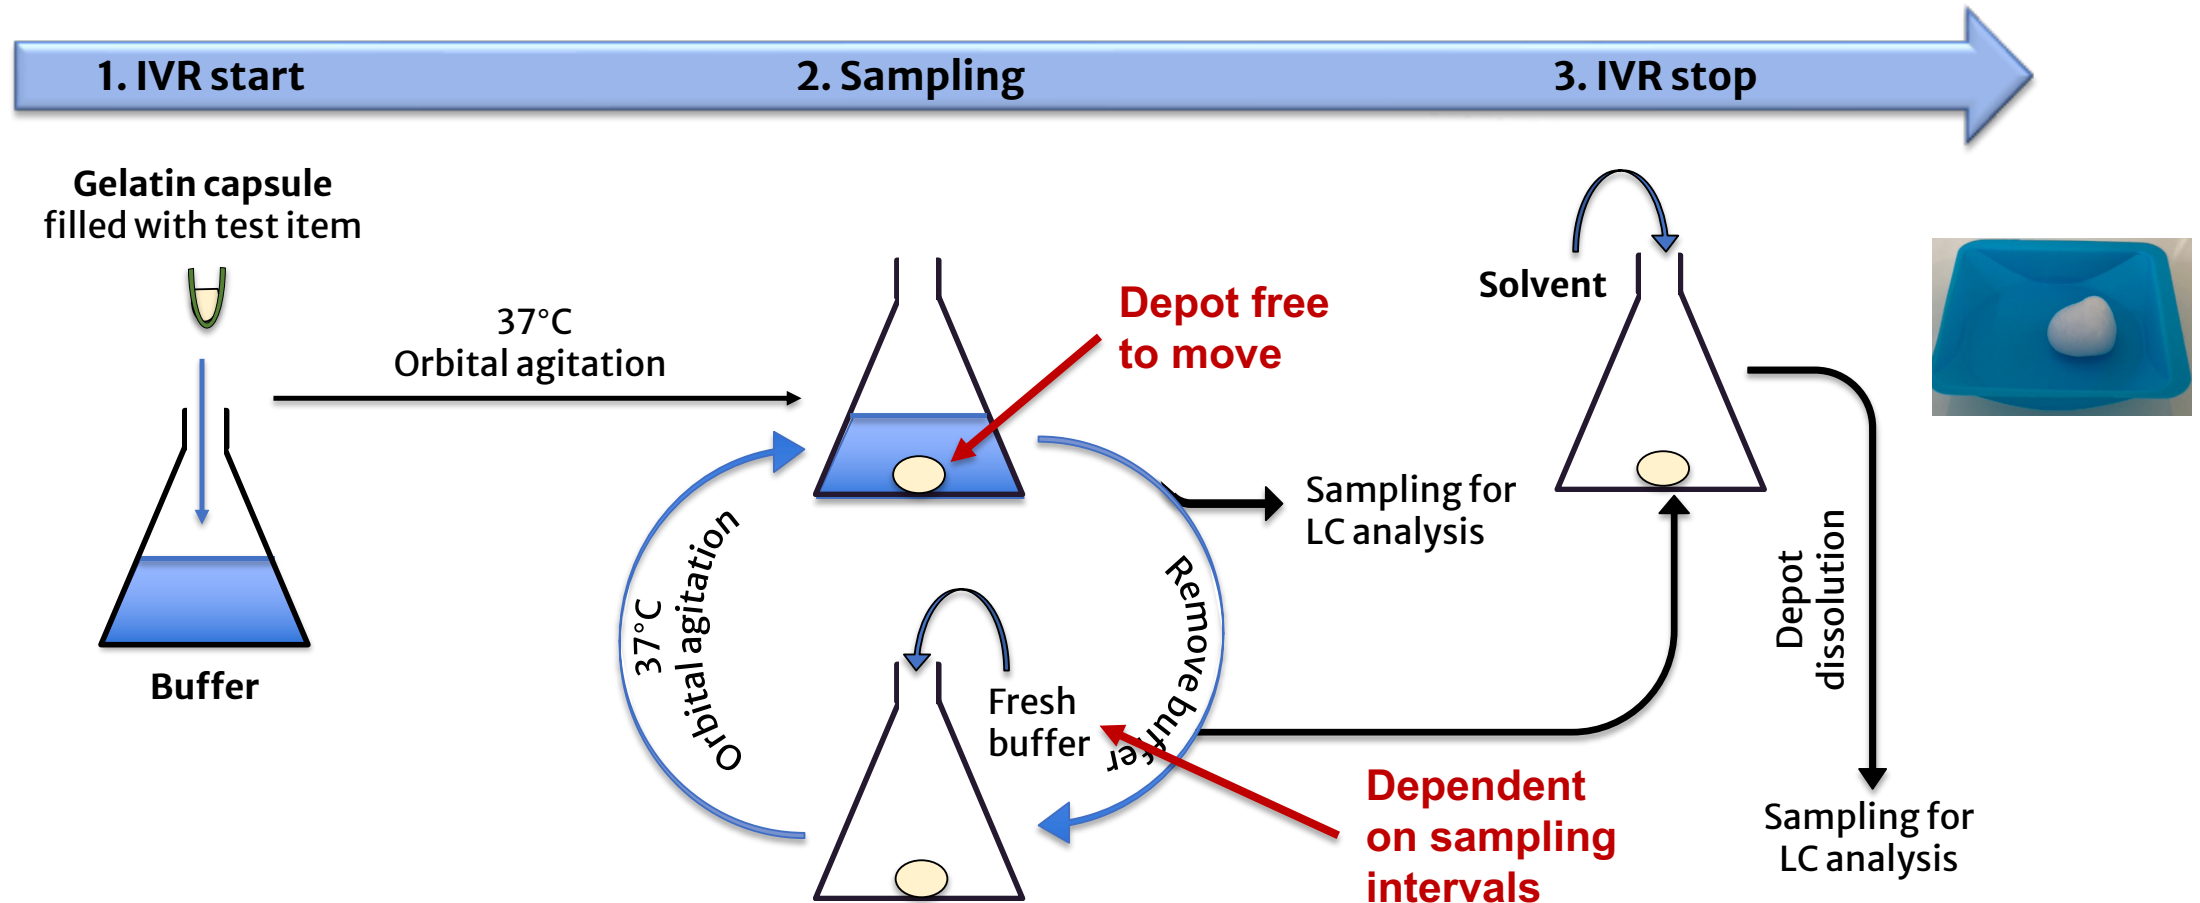 1. IVR start
2. Sampling
3. IVR stop
Gelatin capsule
filled with test item
37°C
Orbital agitation
Buffer
Depot free
to move
Sampling for
LC analysis
37°C
Orbital agitation
Remove buffer
Fresh
buffer
Dependent
on sampling
intervals
Solvent
Depot
dissolution
Sampling for
LC analysis